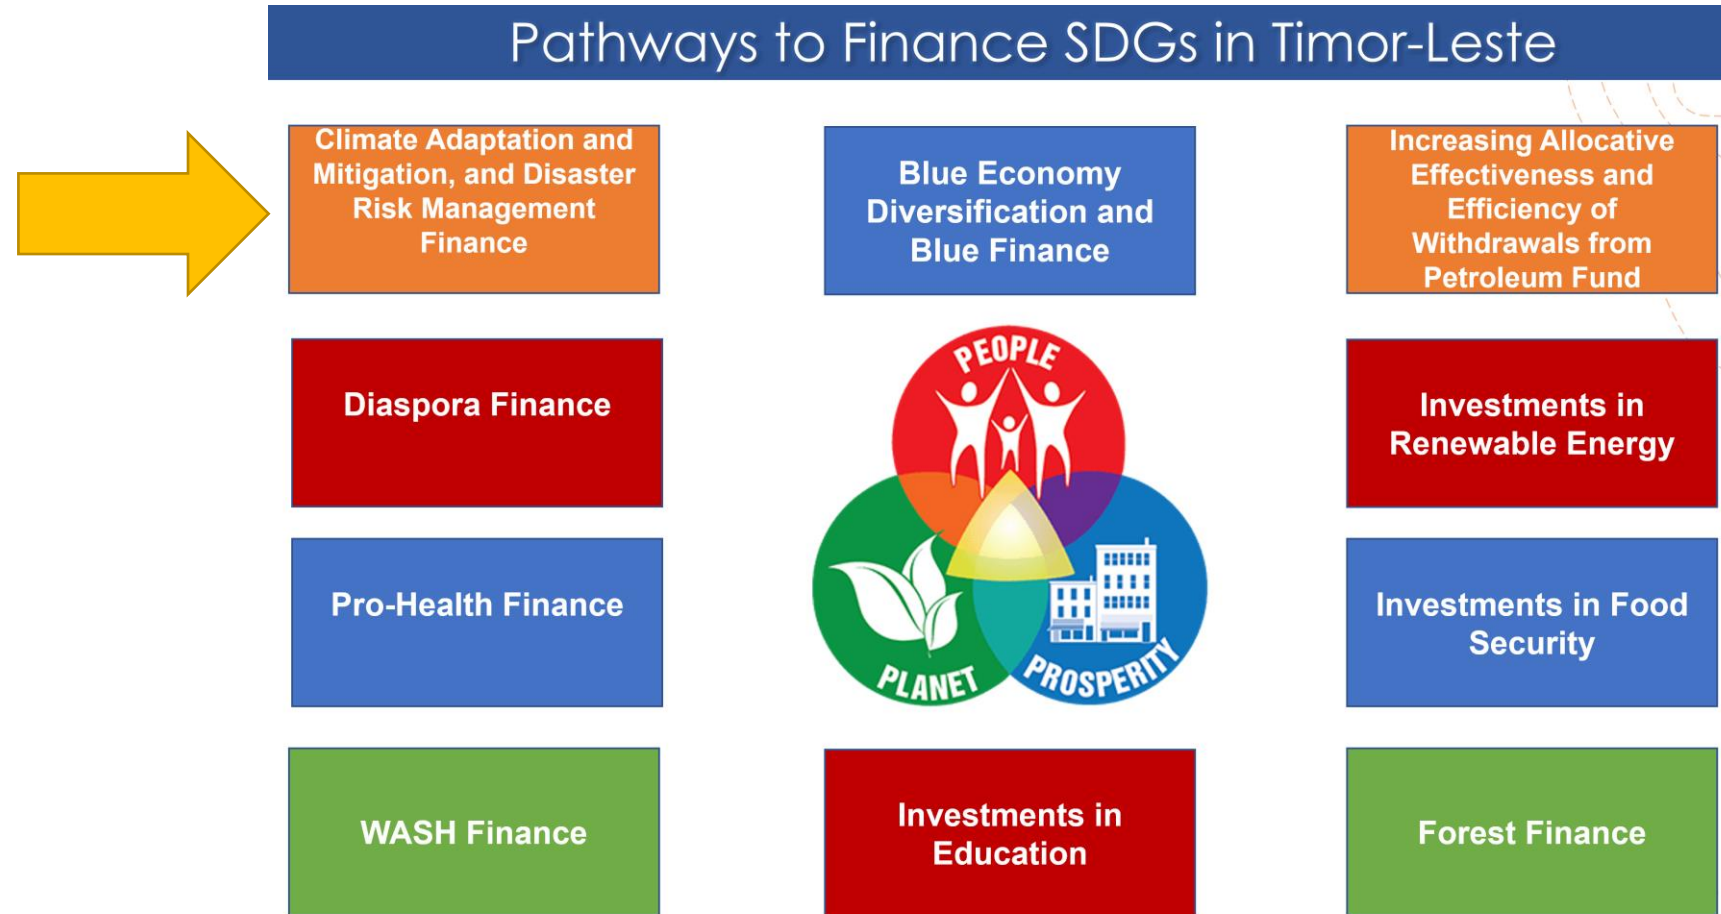 Pathways to Finance SDGs in Timor-Leste
Climate Adaptation and
Mitigation, and Disaster
Risk Management
Finance
Blue Economy
Diversification and
Blue Finance
Increasing Allocative
Effectiveness and
Efficiency of
Withdrawals from
Petroleum Fund
Diaspora Finance
PEOPLE
Investments in
Renewable Energy
Pro-Health Finance
PLANET
PROSPERITY
Investments in Food
Security
WASH Finance
Investments in
Education
Forest Finance